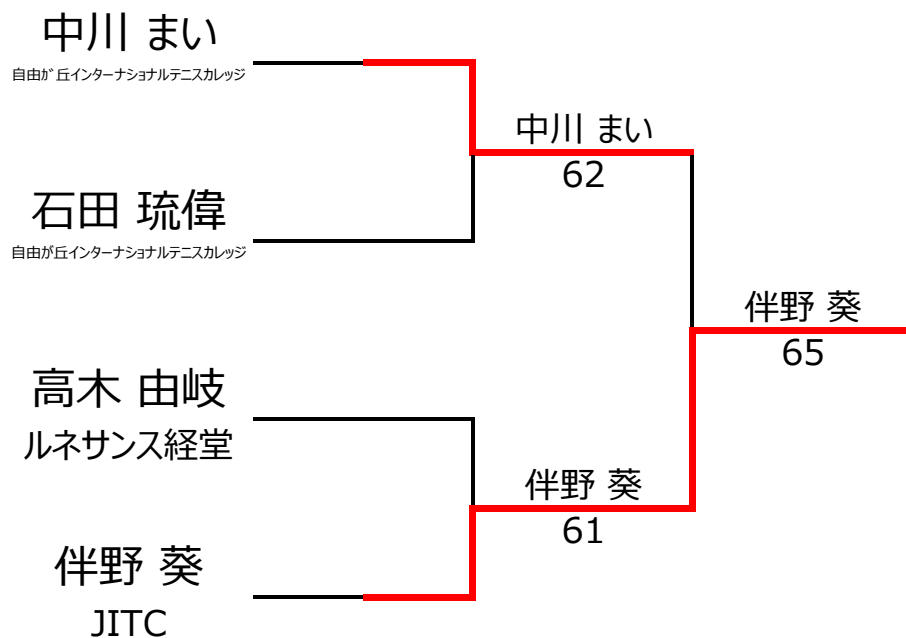 中川 まい
自由が丘インターナショナルテニスカレッジ
中川 まい
62
石田 琉偉
自由が丘インターナショナルテニスカレッジ
伴野 葵
65
高木 由岐
ルネサンス経堂
伴野 葵
61
伴野 葵
JITC